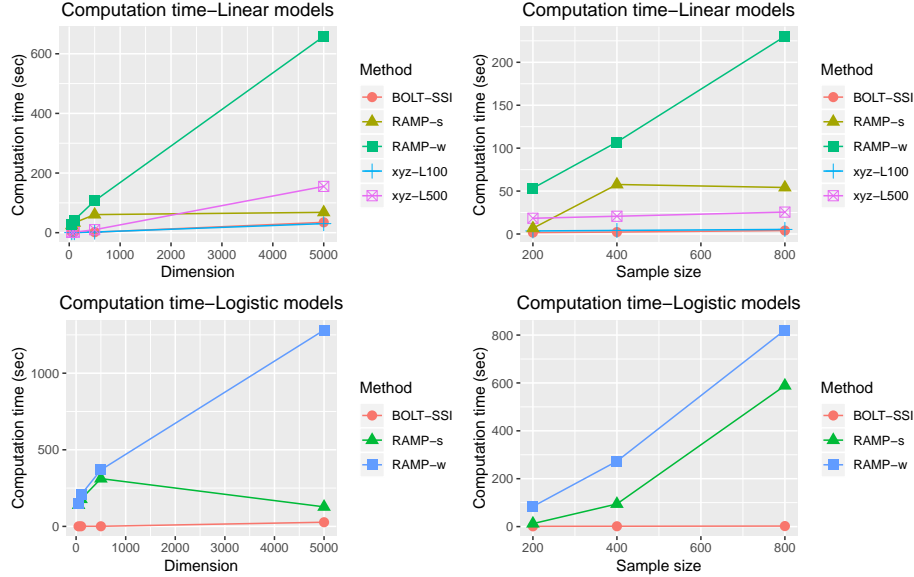 Computation time−Linear models
Computation time (sec)
600
400
200
0
0 1000 2000 3000 4000 5000
Dimension
Method
BOLT−SSI
RAMP−s
RAMP−w
xyz−L100
xyz−L500
Computation time−Linear models
Computation time (sec)
200
150
100
50
0
200 400 600 800
Sample size
Method
BOLT−SSI
RAMP−s
RAMP−w
xyz−L100
xyz−L500
Computation time−Logistic models
Computation time (sec)
1000
500
0
0 1000 2000 3000 4000 5000
Dimension
Method
BOLT−SSI
RAMP−s
RAMP−w
Computation time−Logistic models
Computation time (sec)
800
600
400
200
0
200 400 600 800
Sample size
Method
BOLT−SSI
RAMP−s
RAMP−w